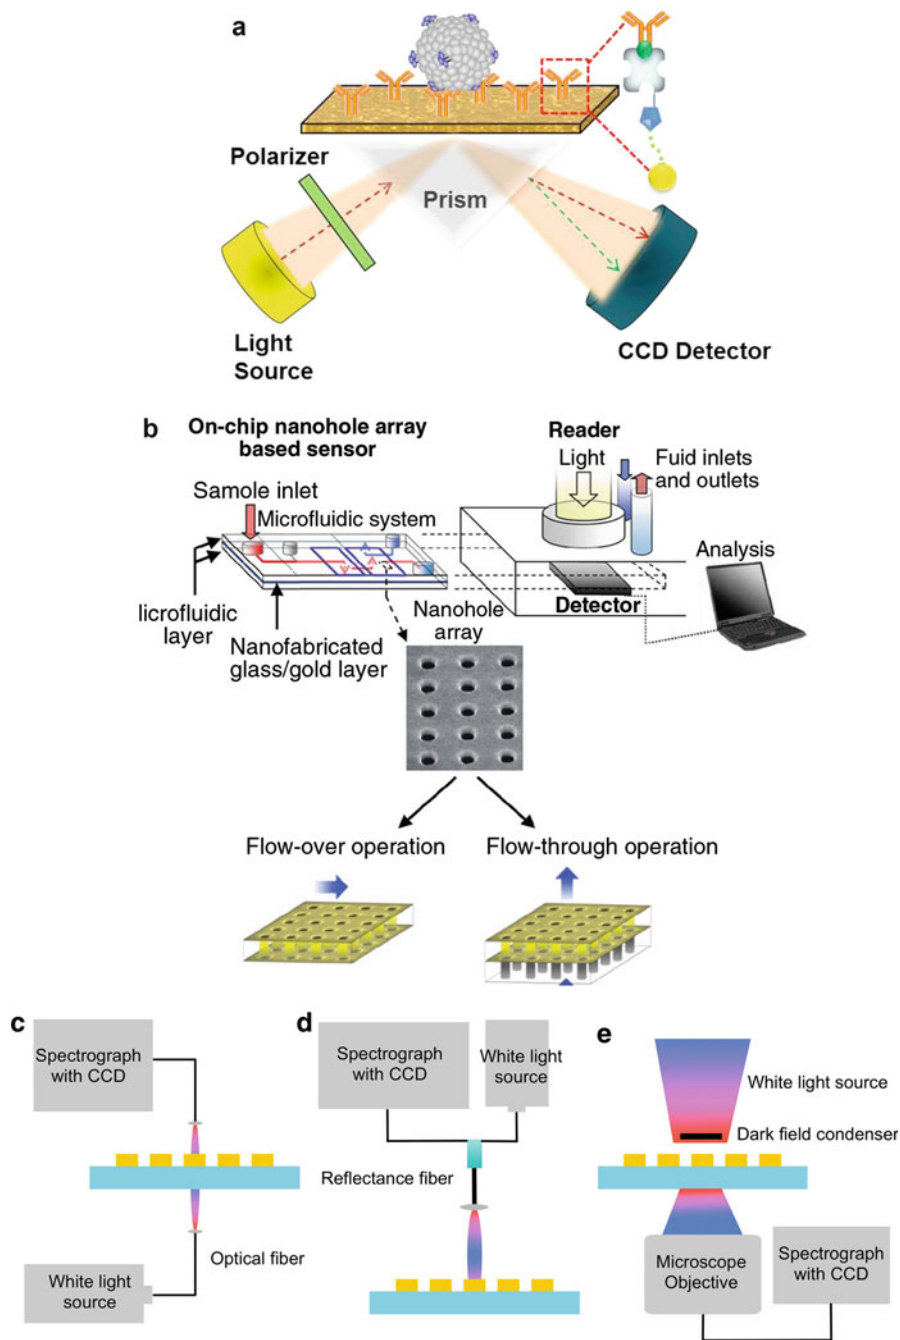 a
Polarizer
Prism
Light
Source
CCD Detector
b
On-chip nanohole array
based sensor
Reader
Light
Fuid inlets
and outlets
Samole inlet
Microfluidic system
Analysis
licrofluidic
layer
Nanofabricated
glass/gold layer
Nanohole
array
Detector
Flow-over operation
Flow-through operation
c
Spectrograph
with CCD
Optical fiber
White light
source
d
Spectrograph
with CCD
White light
source
Reflectance fiber
e
White light source
Dark field condenser
Microscope
Objective
Spectrograph
with CCD